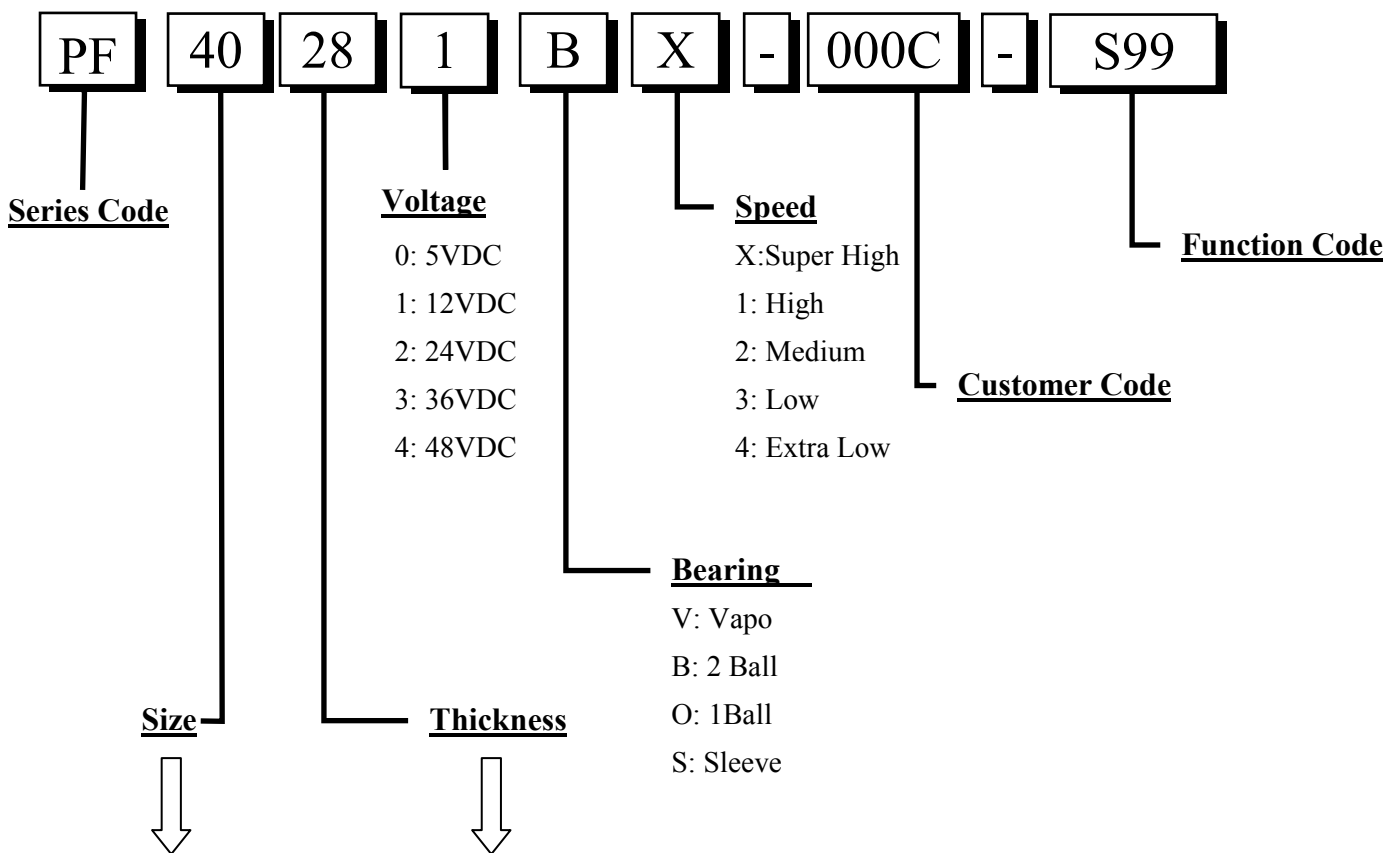 PF 40 28 1 B X - 000C - S99
Series Code
Voltage
0: 5VDC
1: 12VDC
2: 24VDC
3: 36VDC
4: 48VDC
Speed
X:Super High
1: High
2: Medium
3: Low
4: Extra Low
Function Code
Customer Code
Bearing
V: Vapo
B: 2 Ball
O: 1Ball
S: Sleeve
Size
Thickness